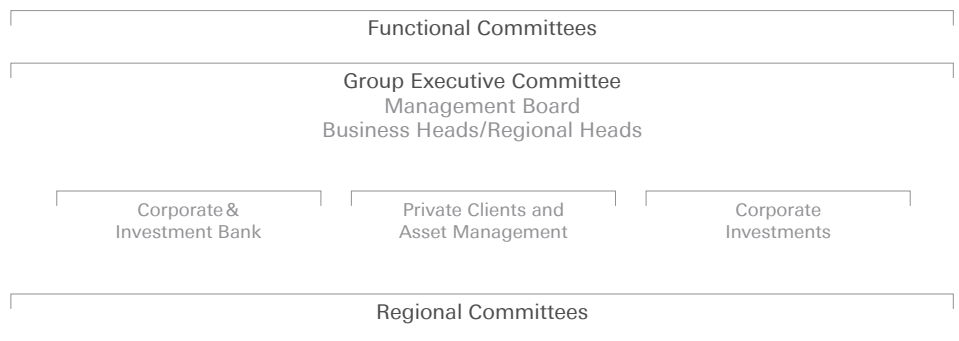 Functional Committees
Group Executive Committee
Management Board
Business Heads/Regional Heads
Corporate & Investment Bank
Private Clients and Asset Management
Corporate Investments
Regional Committees